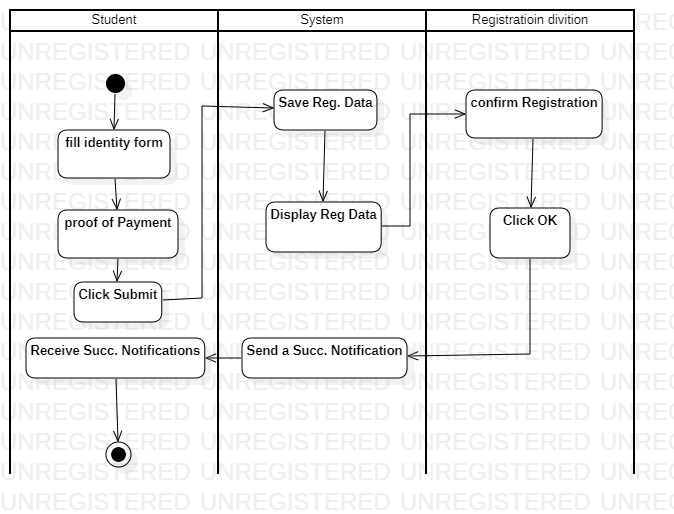 Student
System
Registratioin divition
fill identity form
proof of Payment
Click Submit
Save Reg. Data
Display Reg Data
confirm Registration
Click OK
Send a Succ. Notification
Receive Succ. Notifications
UNREGISTERED UNREGISTERED UNREGISTERED UNREGISTERED